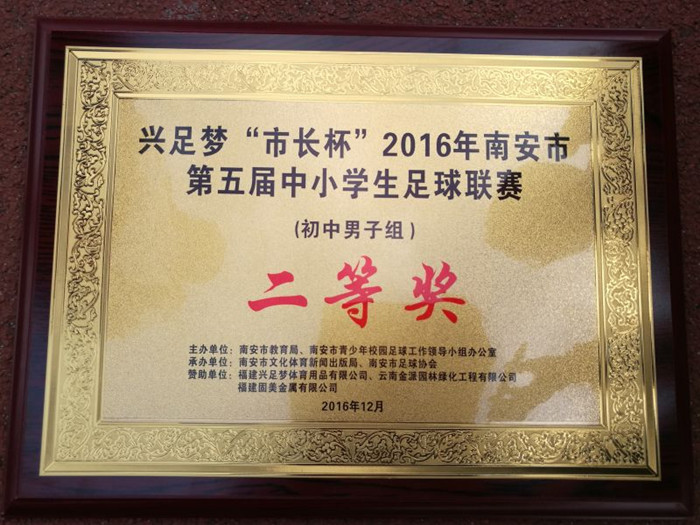 兴足梦“市长杯”2016年南安市
第五届中小学生足球联赛
(初中男子组)
二等奖
主办单位：南安市教育局、南安市青少年校园足球工作领导小组办公室
承办单位：南安市文化体育新闻出版局、南安市足球协会
赞助单位：福建兴足梦体育用品有限公司、云南金派园林绿化工程有限公司
福建固美金属有限公司
2016年12月